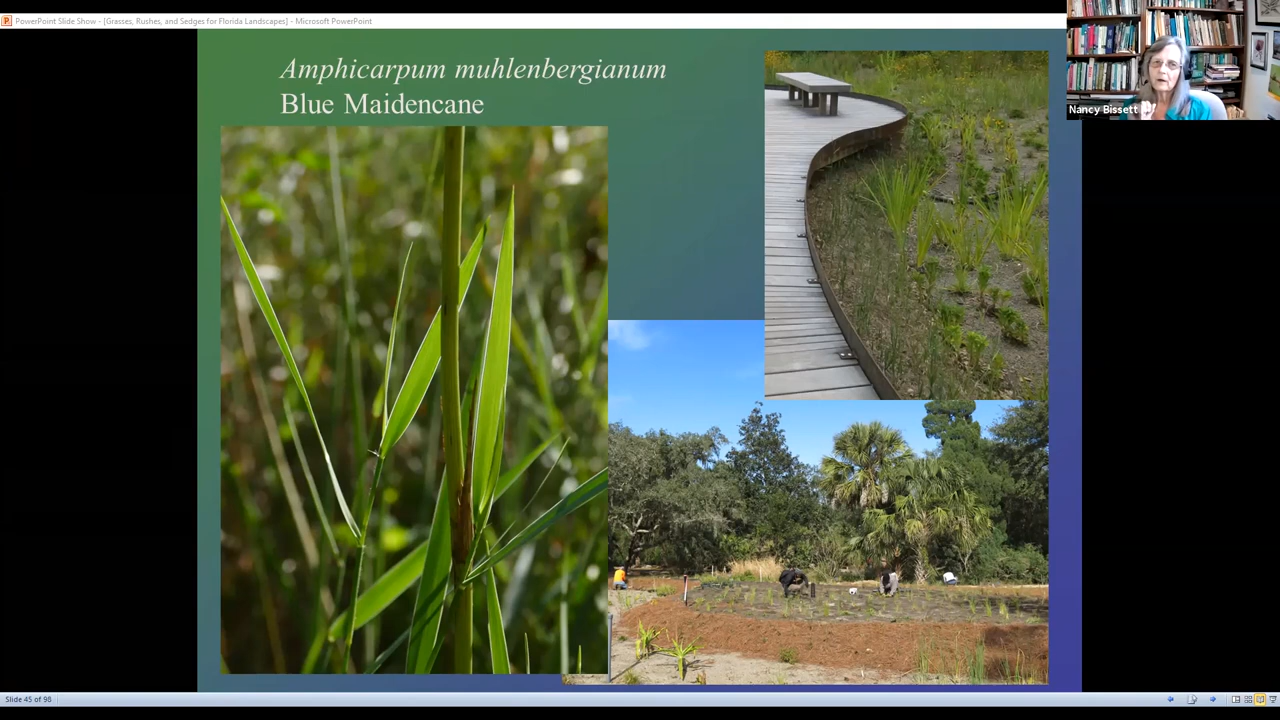 PowerPoint Slide Show - [Grasses, Rushes, and Sedges for Florida Landscapes] - Microsoft PowerPoint
Amphicarpum muhlenbergianum
Blue Maidencane
Nancy Bissett
Slide 45 of 98